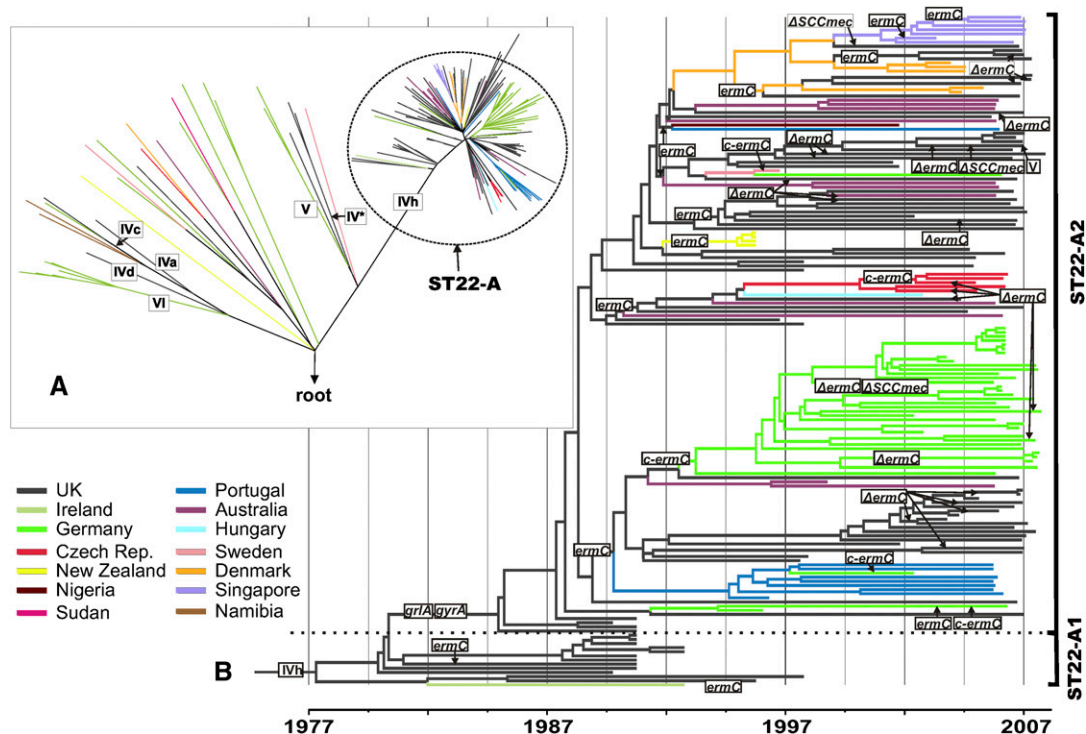 A
IVc
IVa
IVd
VI
V
IV*
IVh
ST22-A
root
ΔSCCmec
ermC
ermC
ermC
ΔermC
ermC
ΔermC
ermC
c-ermC
ΔermC
ΔermC
ΔSCCmec
V
ΔermC
ermC
ΔermC
ermC
c-ermC
ΔermC
ermC
ΔermC
ΔSCCmec
c-ermC
ΔermC
ΔermC
ermC
c-ermC
grlA
gyrA
ermC
c-ermC
ermC
B
IVh
ermC
ST22-A2
ST22-A1
UK
Ireland
Germany
Czech Rep.
New Zealand
Nigeria
Sudan
Portugal
Australia
Hungary
Sweden
Denmark
Singapore
Namibia
1977
1987
1997
2007